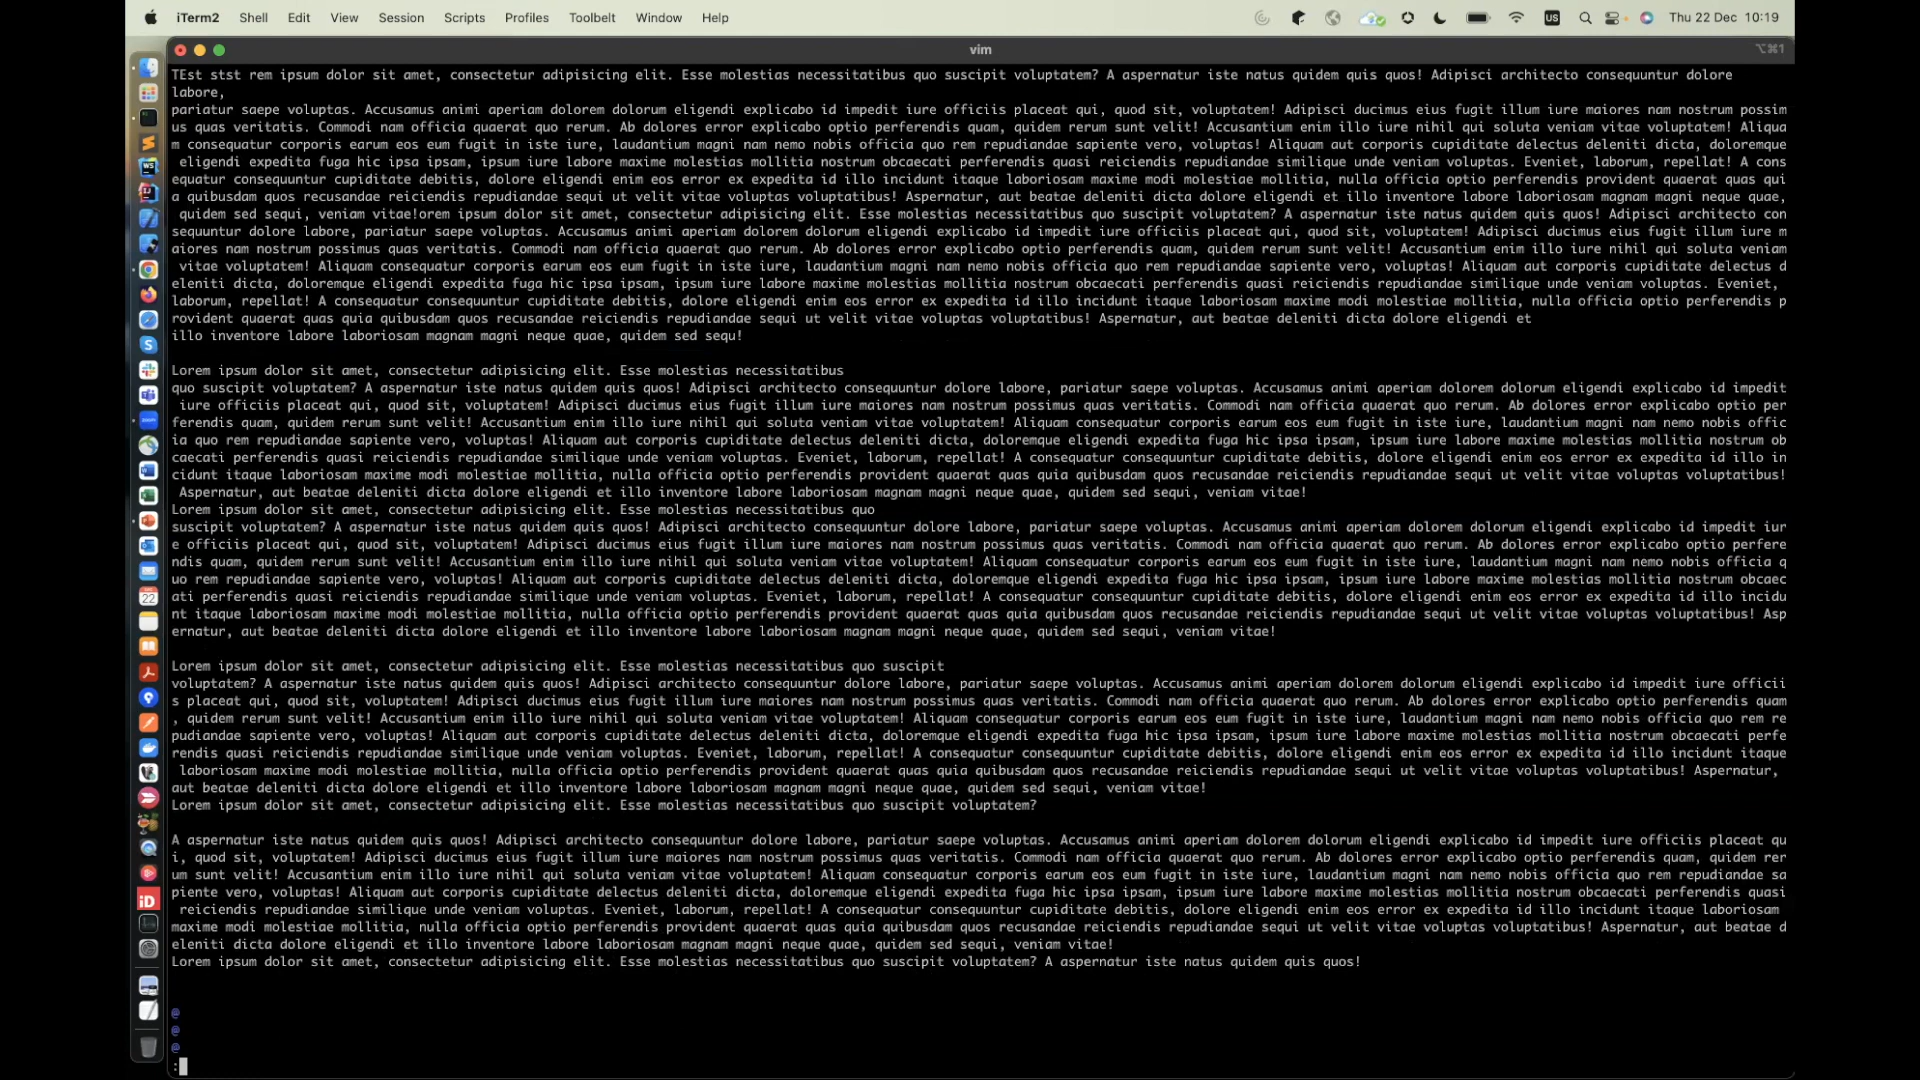 iTerm2 Shell Edit View Session Scripts Profiles Toolbelt Window Help US Thu 22 Dec 10:19
vim ⌥⌘1
TEst stst rem ipsum dolor sit amet, consectetur adipisicing elit. Esse molestias necessitatibus quo suscipit voluptatem? A aspernatur iste natus quidem quis quos! Adipisci architecto consequuntur dolore
labore,
pariatur saepe voluptas. Accusamus animi aperiam dolorem dolorum eligendi explicabo id impedit iure officiis placeat qui, quod sit, voluptatem! Adipisci ducimus eius fugit illum iure maiores nam nostrum possim
us quas veritatis. Commodi nam officia quaerat quo rerum. Ab dolores error explicabo optio perferendis quam, quidem rerum sunt velit! Accusantium enim illo iure nihil qui soluta veniam vitae voluptatem! Aliqua
m consequatur corporis earum eos eum fugit in iste iure, laudantium magni nam nemo nobis officia quo rem repudiandae sapiente vero, voluptas! Aliquam aut corporis cupiditate delectus deleniti dicta, doloremque
eligendi expedita fuga hic ipsa ipsam, ipsum iure labore maxime molestias mollitia nostrum obcaecati perferendis quasi reiciendis repudiandae similique unde veniam voluptas. Eveniet, laborum, repellat! A cons
equatur consequuntur cupiditate debitis, dolore eligendi enim eos error ex expedita id illo incidunt itaque laboriosam maxime modi molestiae mollitia, nulla officia optio perferendis provident quaerat quas qui
a quibusdam quos recusandae reiciendis repudiandae sequi ut velit vitae voluptas voluptatibus! Aspernatur, aut beatae deleniti dicta dolore eligendi et illo inventore labore laboriosam magnam magni neque quae,
quidem sed sequi, veniam vitae!orem ipsum dolor sit amet, consectetur adipisicing elit. Esse molestias necessitatibus quo suscipit voluptatem? A aspernatur iste natus quidem quis quos! Adipisci architecto con
sequuntur dolore labore, pariatur saepe voluptas. Accusamus animi aperiam dolorem dolorum eligendi explicabo id impedit iure officiis placeat qui, quod sit, voluptatem! Adipisci ducimus eius fugit illum iure m
aiores nam nostrum possimus quas veritatis. Commodi nam officia quaerat quo rerum. Ab dolores error explicabo optio perferendis quam, quidem rerum sunt velit! Accusantium enim illo iure nihil qui soluta veniam
vitae voluptatem! Aliquam consequatur corporis earum eos eum fugit in iste iure, laudantium magni nam nemo nobis officia quo rem repudiandae sapiente vero, voluptas! Aliquam aut corporis cupiditate delectus d
eleniti dicta, doloremque eligendi expedita fuga hic ipsa ipsam, ipsum iure labore maxime molestias mollitia nostrum obcaecati perferendis quasi reiciendis repudiandae similique unde veniam voluptas. Eveniet,
laborum, repellat! A consequatur consequuntur cupiditate debitis, dolore eligendi enim eos error ex expedita id illo incidunt itaque laboriosam maxime modi molestiae mollitia, nulla officia optio perferendis p
rovident quaerat quas quia quibusdam quos recusandae reiciendis repudiandae sequi ut velit vitae voluptas voluptatibus! Aspernatur, aut beatae deleniti dicta dolore eligendi et
illo inventore labore laboriosam magnam magni neque quae, quidem sed sequ!
Lorem ipsum dolor sit amet, consectetur adipisicing elit. Esse molestias necessitatibus
quo suscipit voluptatem? A aspernatur iste natus quidem quis quos! Adipisci architecto consequuntur dolore labore, pariatur saepe voluptas. Accusamus animi aperiam dolorem dolorum eligendi explicabo id impedit
iure officiis placeat qui, quod sit, voluptatem! Adipisci ducimus eius fugit illum iure maiores nam nostrum possimus quas veritatis. Commodi nam officia quaerat quo rerum. Ab dolores error explicabo optio per
ferendis quam, quidem rerum sunt velit! Accusantium enim illo iure nihil qui soluta veniam vitae voluptatem! Aliquam consequatur corporis earum eos eum fugit in iste iure, laudantium magni nam nemo nobis offic
ia quo rem repudiandae sapiente vero, voluptas! Aliquam aut corporis cupiditate delectus deleniti dicta, doloremque eligendi expedita fuga hic ipsa ipsam, ipsum iure labore maxime molestias mollitia nostrum ob
caecati perferendis quasi reiciendis repudiandae similique unde veniam voluptas. Eveniet, laborum, repellat! A consequatur consequuntur cupiditate debitis, dolore eligendi enim eos error ex expedita id illo in
cidunt itaque laboriosam maxime modi molestiae mollitia, nulla officia optio perferendis provident quaerat quas quia quibusdam quos recusandae reiciendis repudiandae sequi ut velit vitae voluptas voluptatibus!
Aspernatur, aut beatae deleniti dicta dolore eligendi et illo inventore labore laboriosam magnam magni neque quae, quidem sed sequi, veniam vitae!
Lorem ipsum dolor sit amet, consectetur adipisicing elit. Esse molestias necessitatibus quo
suscipit voluptatem? A aspernatur iste natus quidem quis quos! Adipisci architecto consequuntur dolore labore, pariatur saepe voluptas. Accusamus animi aperiam dolorem dolorum eligendi explicabo id impedit iur
e officiis placeat qui, quod sit, voluptatem! Adipisci ducimus eius fugit illum iure maiores nam nostrum possimus quas veritatis. Commodi nam officia quaerat quo rerum. Ab dolores error explicabo optio perfere
ndis quam, quidem rerum sunt velit! Accusantium enim illo iure nihil qui soluta veniam vitae voluptatem! Aliquam consequatur corporis earum eos eum fugit in iste iure, laudantium magni nam nemo nobis officia q
uo rem repudiandae sapiente vero, voluptas! Aliquam aut corporis cupiditate delectus deleniti dicta, doloremque eligendi expedita fuga hic ipsa ipsam, ipsum iure labore maxime molestias mollitia nostrum obcaec
ati perferendis quasi reiciendis repudiandae similique unde veniam voluptas. Eveniet, laborum, repellat! A consequatur consequuntur cupiditate debitis, dolore eligendi enim eos error ex expedita id illo incidu
nt itaque laboriosam maxime modi molestiae mollitia, nulla officia optio perferendis provident quaerat quas quia quibusdam quos recusandae reiciendis repudiandae sequi ut velit vitae voluptas voluptatibus! Asp
ernatur, aut beatae deleniti dicta dolore eligendi et illo inventore labore laboriosam magnam magni neque quae, quidem sed sequi, veniam vitae!
Lorem ipsum dolor sit amet, consectetur adipisicing elit. Esse molestias necessitatibus quo suscipit
voluptatem? A aspernatur iste natus quidem quis quos! Adipisci architecto consequuntur dolore labore, pariatur saepe voluptas. Accusamus animi aperiam dolorem dolorum eligendi explicabo id impedit iure officii
s placeat qui, quod sit, voluptatem! Adipisci ducimus eius fugit illum iure maiores nam nostrum possimus quas veritatis. Commodi nam officia quaerat quo rerum. Ab dolores error explicabo optio perferendis quam
, quidem rerum sunt velit! Accusantium enim illo iure nihil qui soluta veniam vitae voluptatem! Aliquam consequatur corporis earum eos eum fugit in iste iure, laudantium magni nam nemo nobis officia quo rem re
pudiandae sapiente vero, voluptas! Aliquam aut corporis cupiditate delectus deleniti dicta, doloremque eligendi expedita fuga hic ipsa ipsam, ipsum iure labore maxime molestias mollitia nostrum obcaecati perfe
rendis quasi reiciendis repudiandae similique unde veniam voluptas. Eveniet, laborum, repellat! A consequatur consequuntur cupiditate debitis, dolore eligendi enim eos error ex expedita id illo incidunt itaque
laboriosam maxime modi molestiae mollitia, nulla officia optio perferendis provident quaerat quas quia quibusdam quos recusandae reiciendis repudiandae sequi ut velit vitae voluptas voluptatibus! Aspernatur,
aut beatae deleniti dicta dolore eligendi et illo inventore labore laboriosam magnam magni neque quae, quidem sed sequi, veniam vitae!
Lorem ipsum dolor sit amet, consectetur adipisicing elit. Esse molestias necessitatibus quo suscipit voluptatem?
A aspernatur iste natus quidem quis quos! Adipisci architecto consequuntur dolore labore, pariatur saepe voluptas. Accusamus animi aperiam dolorem dolorum eligendi explicabo id impedit iure officiis placeat qu
i, quod sit, voluptatem! Adipisci ducimus eius fugit illum iure maiores nam nostrum possimus quas veritatis. Commodi nam officia quaerat quo rerum. Ab dolores error explicabo optio perferendis quam, quidem rer
um sunt velit! Accusantium enim illo iure nihil qui soluta veniam vitae voluptatem! Aliquam consequatur corporis earum eos eum fugit in iste iure, laudantium magni nam nemo nobis officia quo rem repudiandae sa
piente vero, voluptas! Aliquam aut corporis cupiditate delectus deleniti dicta, doloremque eligendi expedita fuga hic ipsa ipsam, ipsum iure labore maxime molestias mollitia nostrum obcaecati perferendis quasi
reiciendis repudiandae similique unde veniam voluptas. Eveniet, laborum, repellat! A consequatur consequuntur cupiditate debitis, dolore eligendi enim eos error ex expedita id illo incidunt itaque laboriosam
maxime modi molestiae mollitia, nulla officia optio perferendis provident quaerat quas quia quibusdam quos recusandae reiciendis repudiandae sequi ut velit vitae voluptas voluptatibus! Aspernatur, aut beatae d
eleniti dicta dolore eligendi et illo inventore labore laboriosam magnam magni neque quae, quidem sed sequi, veniam vitae!
Lorem ipsum dolor sit amet, consectetur adipisicing elit. Esse molestias necessitatibus quo suscipit voluptatem? A aspernatur iste natus quidem quis quos!
@
@
@
: